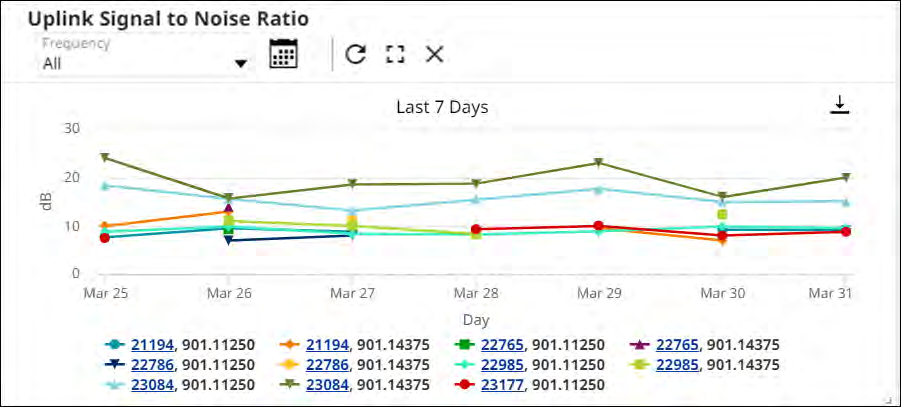 Uplink Signal to Noise Ratio
Frequency
All
Last 7 Days
30
20
10
0
dB
Mar 25 Mar 26 Mar 27 Mar 28 Mar 29 Mar 30 Mar 31
Day
21194, 901.11250 21194, 901.14375 22765, 901.11250 22765, 901.14375
22786, 901.11250 22786, 901.14375 22985, 901.11250 22985, 901.14375
23084, 901.11250 23084, 901.14375 23177, 901.11250